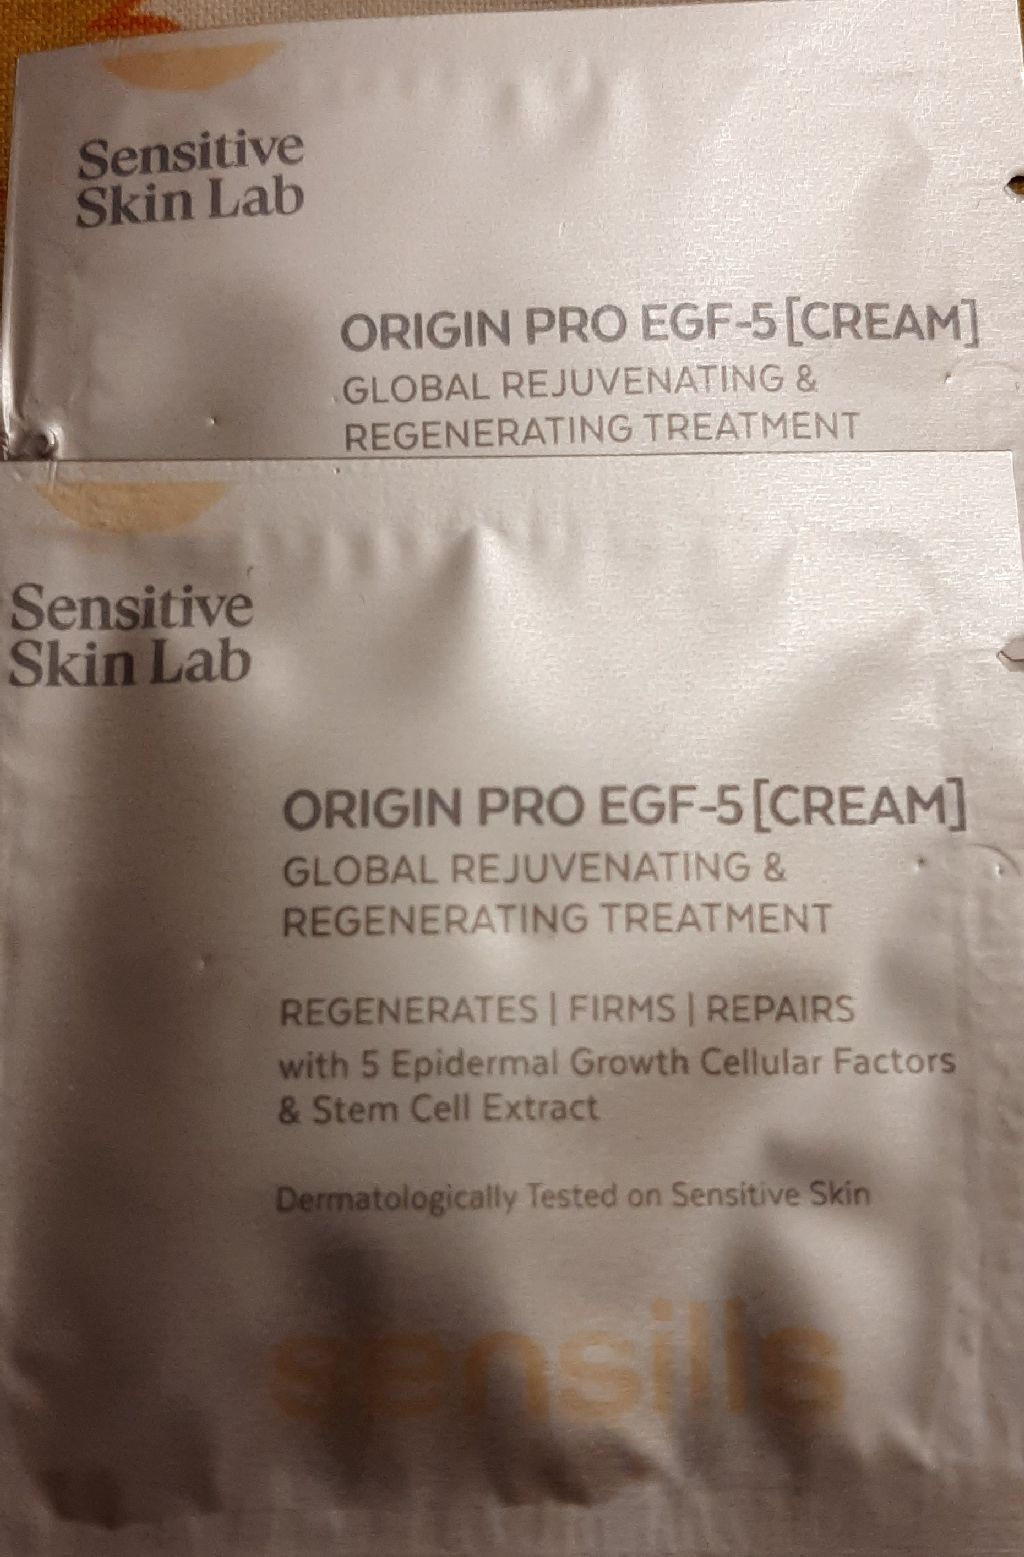 Sensitive
Skin Lab
ORIGIN PRO EGF-5[CREAM]
GLOBAL REJUVENATING &
REGENERATING TREATMENT
Sensitive
Skin Lab
ORIGIN PRO EGF-5[CREAM]
GLOBAL REJUVENATING &
REGENERATING TREATMENT
REGENERATES | FIRMS | REPAIRS
with 5 Epidermal Growth Cellular Factors
& Stem Cell Extract
Dermatologically Tested on Sensitive Skin
sensilis